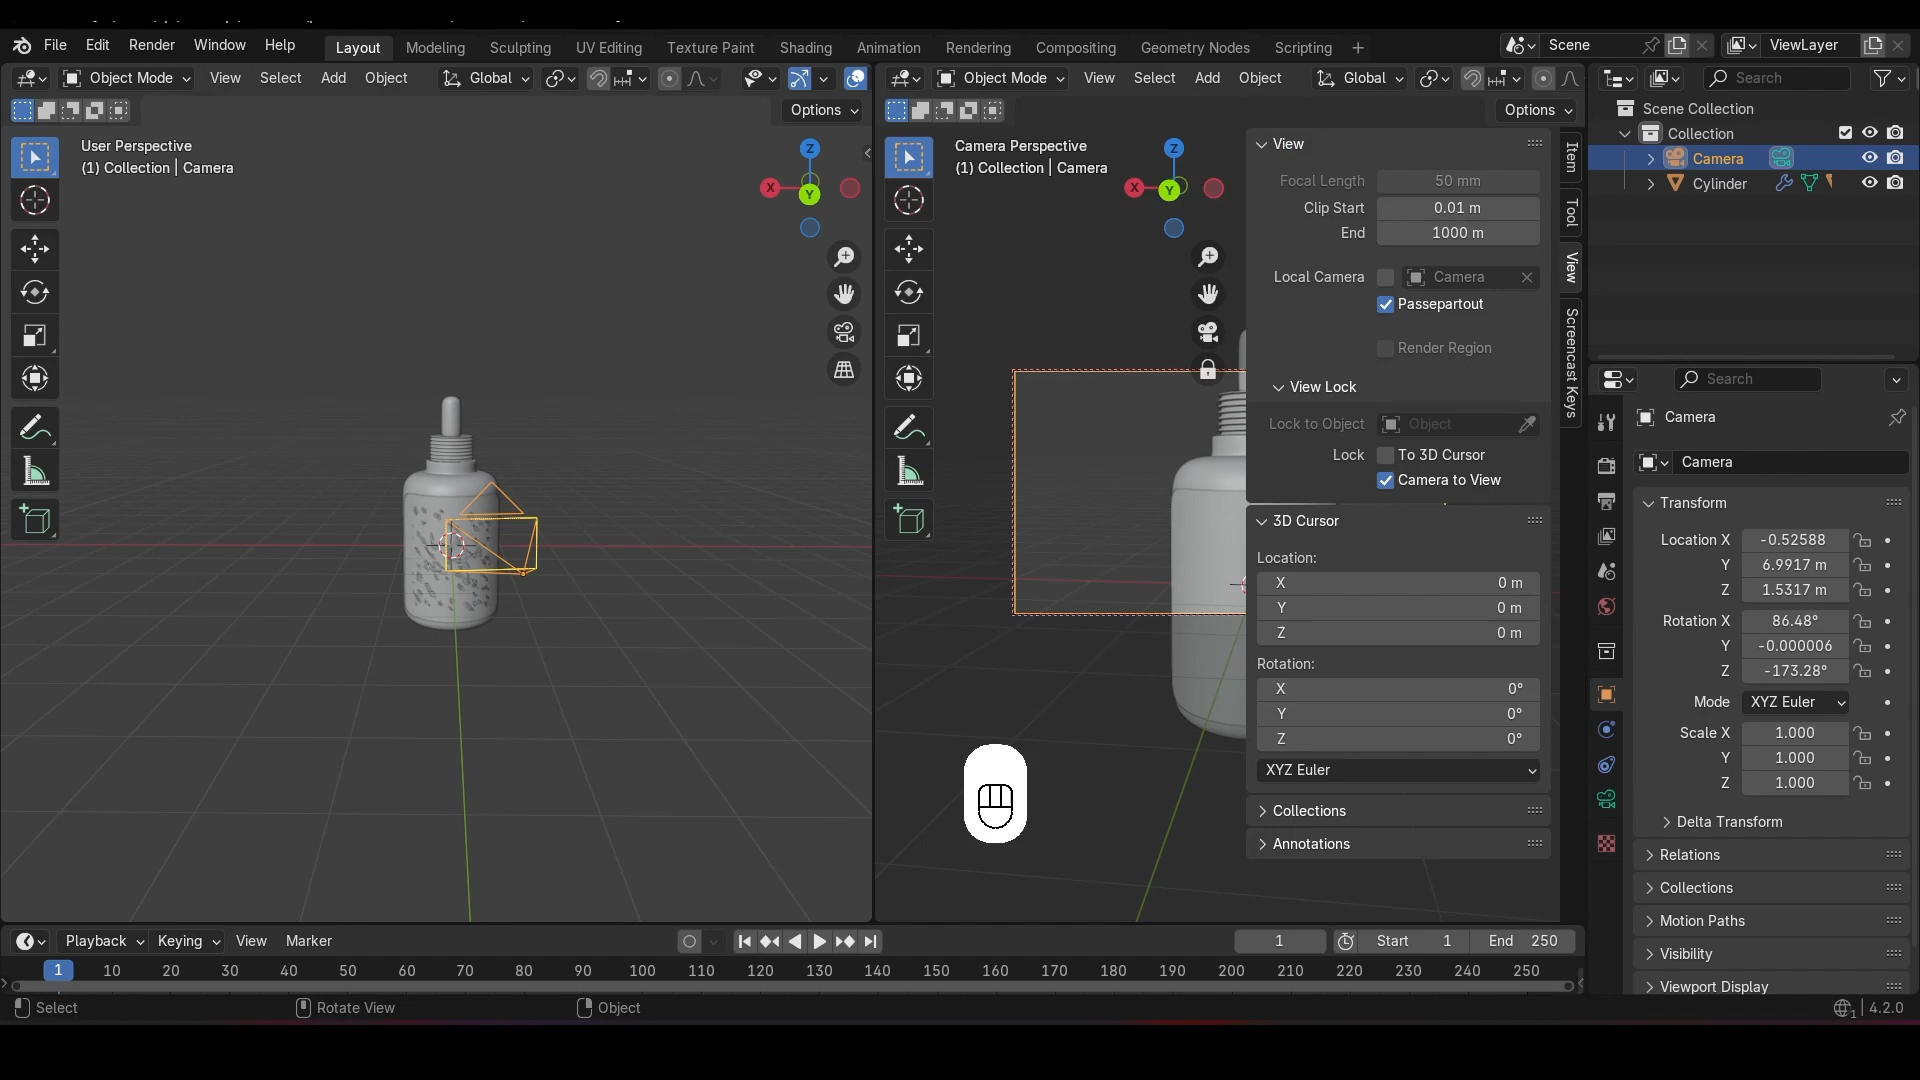 File Edit Render Window Help Layout Modeling Sculpting UV Editing Texture Paint Shading Animation Rendering Compositing Geometry Nodes Scripting + Scene ViewLayer
Object Mode View Select Add Object Global
Object Mode View Select Add Object Global
Search
Options
Options
User Perspective
(1) Collection | Camera
Z
X
Y
Camera Perspective
(1) Collection | Camera
Z
X
Y
View
Focal Length 50 mm
Clip Start 0.01 m
End 1000 m
Local Camera Camera
Passepartout
Render Region
View Lock
Lock to Object Object
Lock To 3D Cursor
Camera to View
3D Cursor
Location:
X 0 m
Y 0 m
Z 0 m
Rotation:
X 0°
Y 0°
Z 0°
XYZ Euler
Collections
Annotations
Item
Tool
View
Screencast Keys
Scene Collection
Collection
Camera
Cylinder
Search
Camera
Camera
Transform
Location X -0.52588
Y 6.9917 m
Z 1.5317 m
Rotation X 86.48°
Y -0.000006
Z -173.28°
Mode XYZ Euler
Scale X 1.000
Y 1.000
Z 1.000
Delta Transform
Relations
Collections
Motion Paths
Visibility
Viewport Display
Playback Keying View Marker 1 Start 1 End 250
1 10 20 30 40 50 60 70 80 90 100 110 120 130 140 150 160 170 180 190 200 210 220 230 240 250
Select Rotate View Object 4.2.0